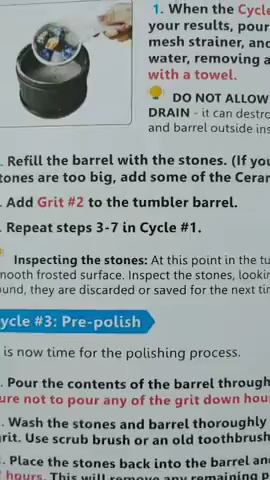 1. When the Cycle
your results, pour
mesh strainer, and
water, removing a
with a towel.
DO NOT ALLOW
DRAIN - it can destro
and barrel outside ins
. Refill the barrel with the stones. (If you
tones are too big, add some of the Ceram
. Add Grit #2 to the tumbler barrel.
. Repeat steps 3-7 in Cycle #1.
Inspecting the stones: At this point in the tu
mooth frosted surface. Inspect the stones, lookin
ound, they are discarded or saved for the next tim
ycle #3: Pre-polish
is now time for the polishing process.
. Pour the contents of the barrel through
ure not to pour any of the grit down hour
. Wash the stones and barrel thoroughly
grit. Use scrub brush or an old toothbrush
. Place the stones back into the barrel and
hours. This will remove any remaining p